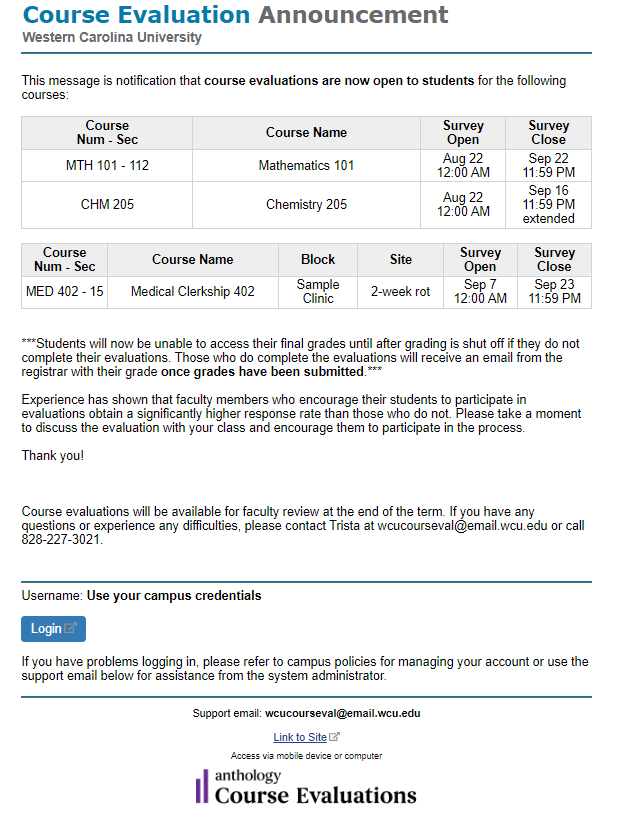 Course Evaluation Announcement
Western Carolina University
This message is notification that course evaluations are now open to students for the following
courses:
Course
Num - Sec
Course Name
Survey
Open
Survey
Close
MTH 101 - 112
Mathematics 101
Aug 22
12:00 AM
Sep 22
11:59 PM
CHM 205
Chemistry 205
Aug 22
12:00 AM
Sep 16
11:59 PM
extended
Course
Num - Sec
Course Name
Block
Site
Survey
Open
Survey
Close
MED 402 - 15
Medical Clerkship 402
Sample
Clinic
2-week rot
Sep 7
12:00 AM
Sep 23
11:59 PM
***Students will now be unable to access their final grades until after grading is shut off if they do not
complete their evaluations. Those who do complete the evaluations will receive an email from the
registrar with their grade once grades have been submitted.***
Experience has shown that faculty members who encourage their students to participate in
evaluations obtain a significantly higher response rate than those who do not. Please take a moment
to discuss the evaluation with your class and encourage them to participate in the process.
Thank you!
Course evaluations will be available for faculty review at the end of the term. If you have any
questions or experience any difficulties, please contact Trista at wcucourseval@email.wcu.edu or call
828-227-3021.
Username: Use your campus credentials
Login
If you have problems logging in, please refer to campus policies for managing your account or use the
support email below for assistance from the system administrator.
Support email: wcucourseval@email.wcu.edu
Link to Site
Access via mobile device or computer
anthology
Course Evaluations